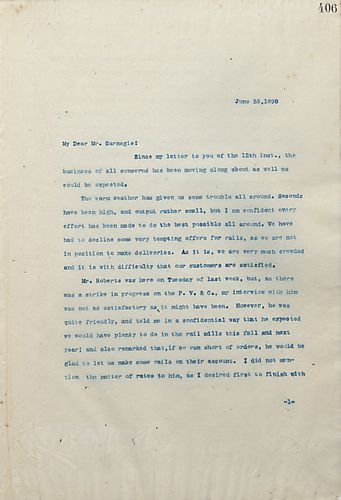 406
June 25,1890
My Dear Mr. Carnegie:
Since my letter to you of the 12th inst., the
business of all concerns has been moving along about as well as
could be expected.
The warm weather has given us some trouble all around. Seconds
have been high, and output rather small, but I am confident every
effort has been made to do the best possible all around. We have
had to decline some very tempting offers for rails, as we are not
in position to make deliveries. As it is, we are very much crowded
and it is with difficulty that our customers are satisfied.
Mr. Roberts was here on Tuesday of last week, but, as there
was a strike in progress on the P. V. & C., my interview with him
was not as satisfactory as it might have been. However, he was
quite friendly, and told me in a confidential way that he expected
we would have plenty to do in the rail mills this fall and next
year; and also remarked that,if we ran short of orders, he would be
glad to let us make some rails on their account. I did not men-
tion the matter of rates to him, as I desired first to finish with
-1-